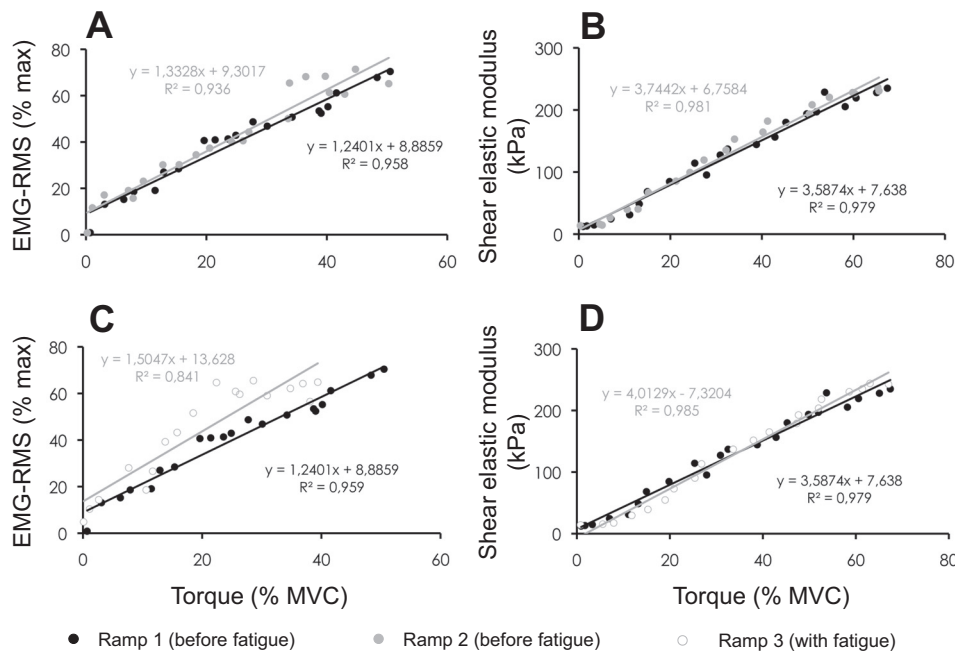 A
EMG-RMS (% max)
80
60
40
20
0
0
20
40
60
y = 1,3328x + 9,3017
R² = 0,936
y = 1,2401x + 8,8859
R² = 0,958
B
Shear elastic modulus
(kPa)
300
200
100
0
0
20
40
60
80
y = 3,7442x + 6,7584
R² = 0,981
y = 3,5874x + 7,638
R² = 0,979
C
EMG-RMS (% max)
80
60
40
20
0
0
20
40
60
y = 1,5047x + 13,628
R² = 0,841
y = 1,2401x + 8,8859
R² = 0,959
Torque (% MVC)
D
Shear elastic modulus
(kPa)
300
200
100
0
0
20
40
60
80
y = 4,0129x - 7,3204
R² = 0,985
y = 3,5874x + 7,638
R² = 0,979
Torque (% MVC)
Ramp 1 (before fatigue)
Ramp 2 (before fatigue)
Ramp 3 (with fatigue)